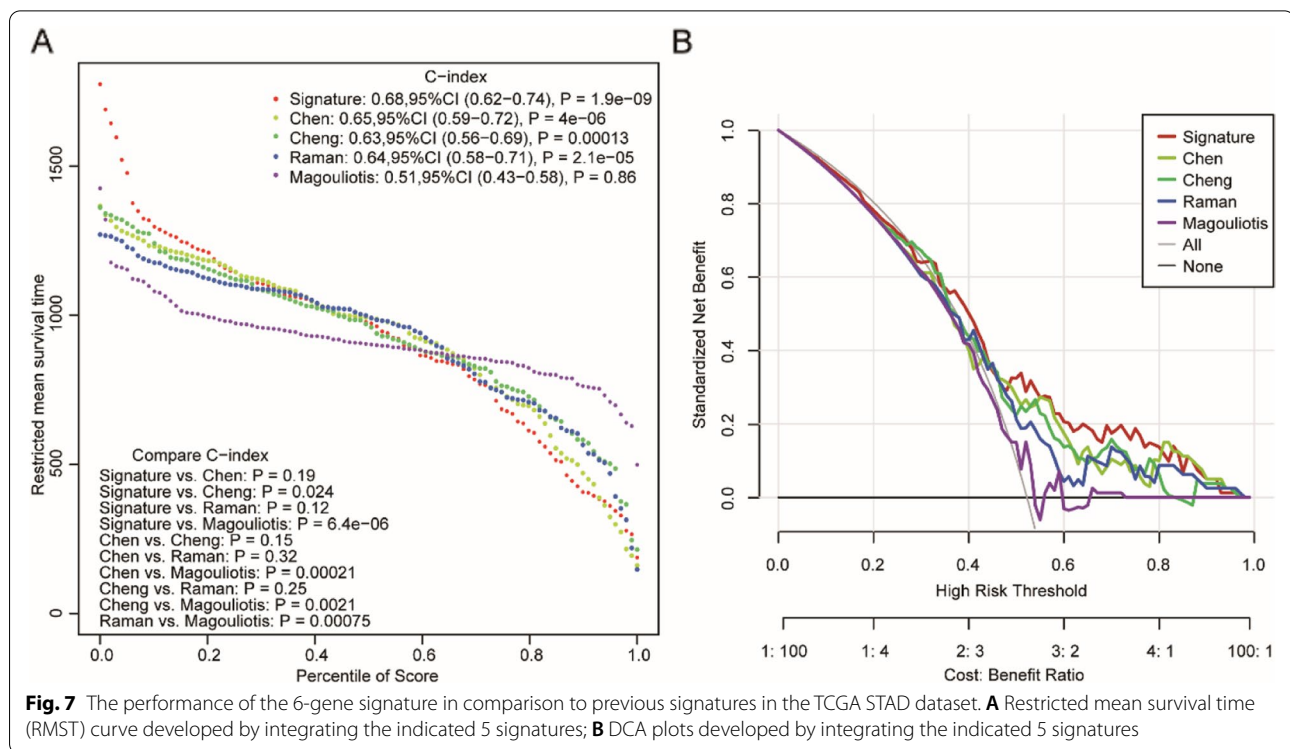 A
C−index
Signature: 0.68,95%CI (0.62−0.74), P = 1.9e−09
Chen: 0.65,95%CI (0.59−0.72), P = 4e−06
Cheng: 0.63,95%CI (0.56−0.69), P = 0.00013
Raman: 0.64,95%CI (0.58−0.71), P = 2.1e−05
Magouliotis: 0.51,95%CI (0.43−0.58), P = 0.86
Restricted mean survival time
1500
1000
500
0
Compare C−index
Signature vs. Chen: P = 0.19
Signature vs. Cheng: P = 0.024
Signature vs. Raman: P = 0.12
Signature vs. Magouliotis: P = 6.4e−06
Chen vs. Cheng: P = 0.15
Chen vs. Raman: P = 0.32
Chen vs. Magouliotis: P = 0.00021
Cheng vs. Raman: P = 0.25
Cheng vs. Magouliotis: P = 0.0021
Raman vs. Magouliotis: P = 0.00075
0.0 0.2 0.4 0.6 0.8 1.0
Percentile of Score
B
Signature
Chen
Cheng
Raman
Magouliotis
All
None
Standardized Net Benefit
1.0
0.8
0.6
0.4
0.2
0.0
0.0 0.2 0.4 0.6 0.8 1.0
High Risk Threshold
1: 100 1: 4 2: 3 3: 2 4: 1 100: 1
Cost: Benefit Ratio
Fig. 7 The performance of the 6-gene signature in comparison to previous signatures in the TCGA STAD dataset. A Restricted mean survival time
(RMST) curve developed by integrating the indicated 5 signatures; B DCA plots developed by integrating the indicated 5 signatures